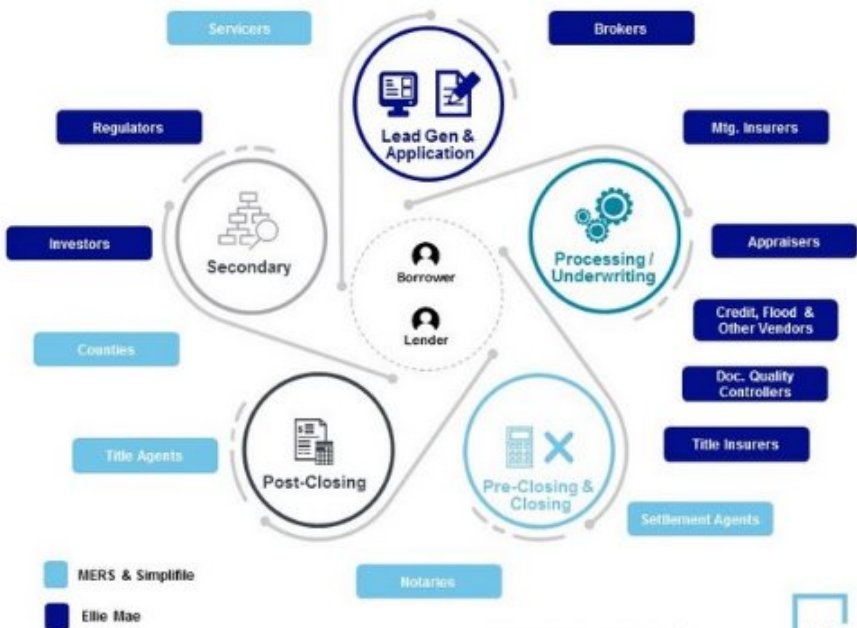 Servicers
Brokers
Regulators
Lead Gen &
Application
Mtg. Insurers
Investors
Secondary
Borrower
Lender
Processing /
Underwriting
Appraisers
Credit, Flood &
Other Vendors
Counties
Doc. Quality
Controllers
Title Agents
Post-Closing
Pre-Closing &
Closing
Title Insurers
Settlement Agents
MERS & Simplifile
Notaries
Ellie Mae